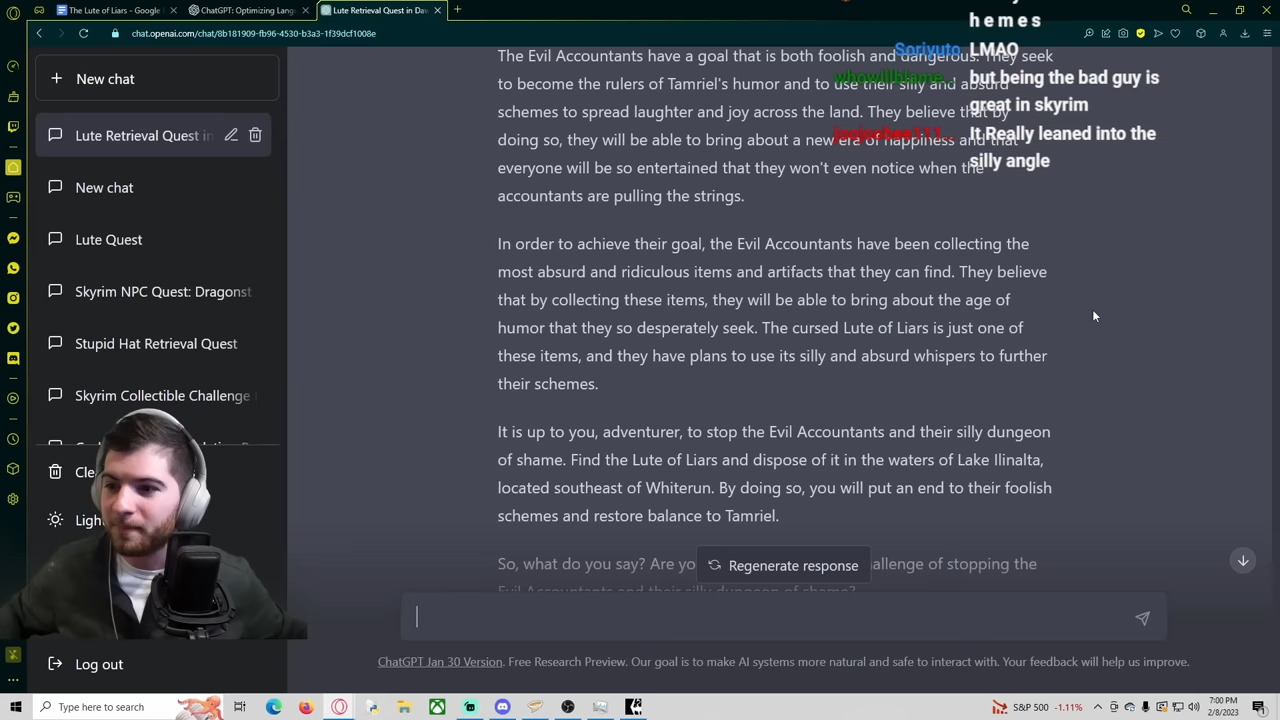 The Lute of Liars - Google
ChatGPT: Optimizing Lang
Lute Retrieval Quest in Daw
chat.openai.com/chat/8b181909-fb96-4530-b3a3-1f39dcf1008e
hemes
Soriyuto LMAO
whowillblame... but being the bad guy is
great in skyrim
It Really leaned into the
silly angle
New chat
Lute Retrieval Quest in
New chat
Lute Quest
Skyrim NPC Quest: Dragonst
Stupid Hat Retrieval Quest
Skyrim Collectible Challenge
Cle
Ligh
Log out
The Evil Accountants have a goal that is both foolish and dangerous. They seek
to become the rulers of Tamriel's humor and to use their silly and absurd
schemes to spread laughter and joy across the land. They believe that by
doing so, they will be able to bring about a new era of happiness and that
everyone will be so entertained that they won't even notice when the
accountants are pulling the strings.
In order to achieve their goal, the Evil Accountants have been collecting the
most absurd and ridiculous items and artifacts that they can find. They believe
that by collecting these items, they will be able to bring about the age of
humor that they so desperately seek. The cursed Lute of Liars is just one of
these items, and they have plans to use its silly and absurd whispers to further
their schemes.
It is up to you, adventurer, to stop the Evil Accountants and their silly dungeon
of shame. Find the Lute of Liars and dispose of it in the waters of Lake Ilinalta,
located southeast of Whiterun. By doing so, you will put an end to their foolish
schemes and restore balance to Tamriel.
So, what do you say? Are yo allenge of stopping the
Evil Accountants and their silly dungeon of shame?
Regenerate response
ChatGPT Jan 30 Version. Free Research Preview. Our goal is to make AI systems more natural and safe to interact with. Your feedback will help us improve.
Type here to search
S&P 500 -1.11%
7:00 PM
2/8/2023